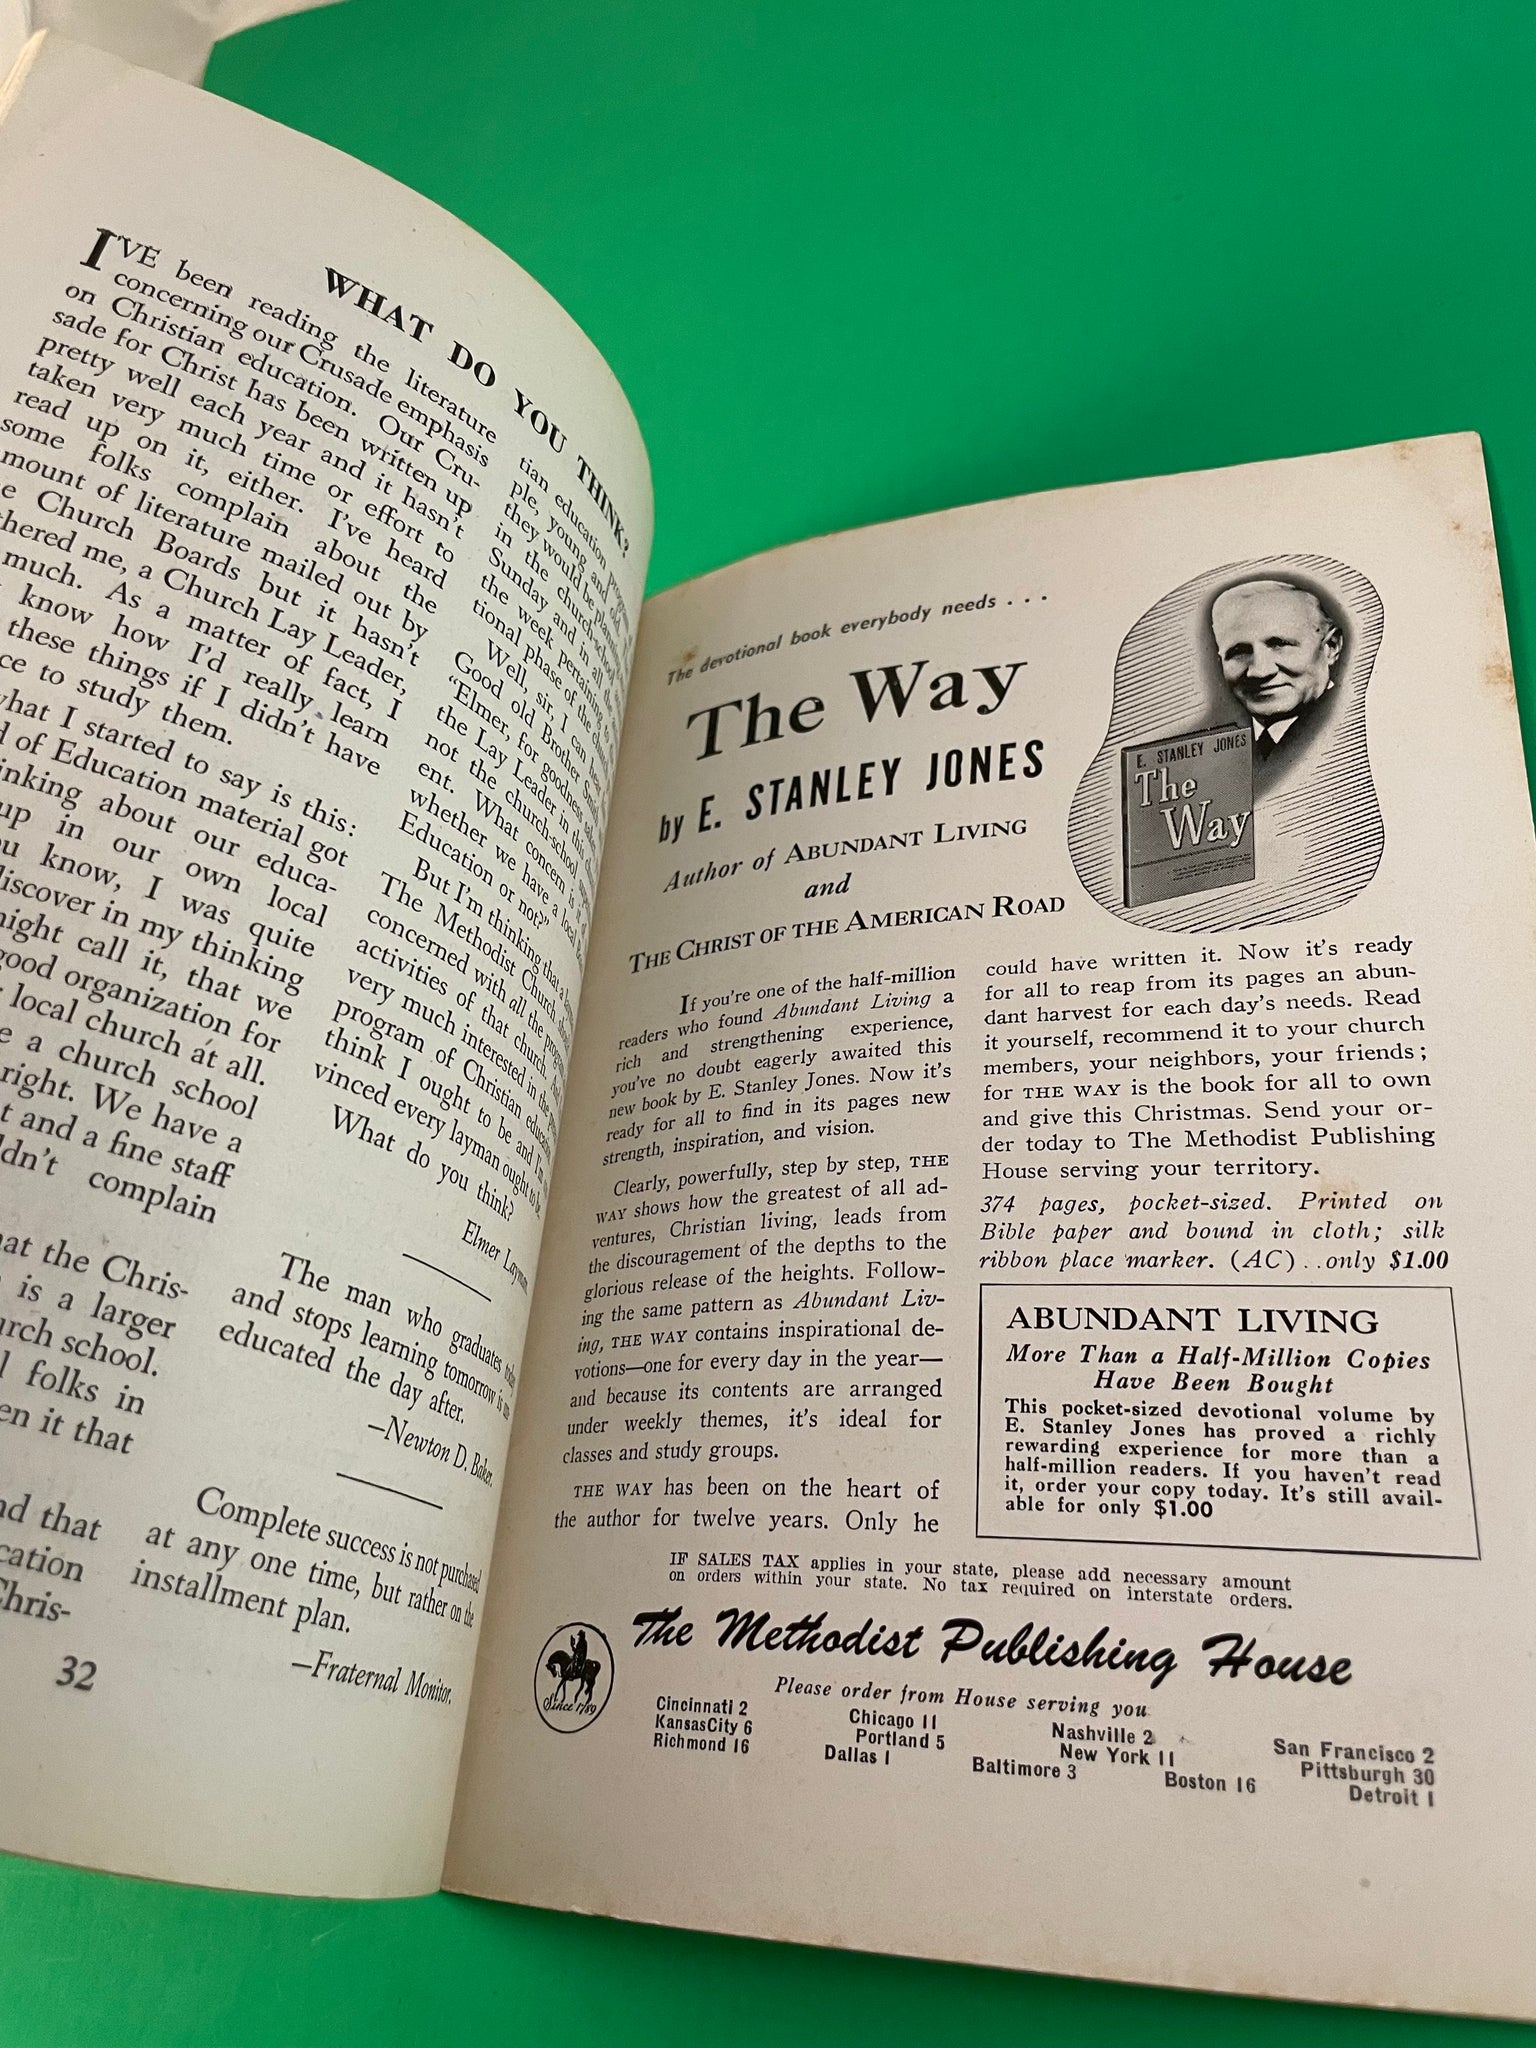 WHAT DO YOU THINK?
I'VE been reading the literature
concerning our Crusade emphasis
on Christian education. Our Cru-
sade for Christ has been written up
pretty well each year and it hasn't
taken very much time or effort to
read up on it, either. I've heard
some folks complain about the
mount of literature mailed out by
e Church Boards but it hasn't
thered me, a Church Lay Leader,
much. As a matter of fact, I
know how I'd really learn
these things if I didn't have
ce to study them.
what I started to say is this:
d of Education material got
inking about our educa-
up in our own local
ou know, I was quite
discover in my thinking
might call it, that we
good organization for
local church at all.
e a church school
right. We have a
t and a fine staff
ldn't complain
hat the Chris-
is a larger
urch school.
l folks in
en it that
nd that
cation
Chris-
32
tian education
ple, young and old
they would be
in the church-school
Sunday and in all the
the week pertaining to
tional phase of the
Well, sir, I can hear
Good old Brother
"Elmer, for goodness
the Lay Leader in this
not the church-school
ent. What concern is it
whether we have a local
Education or not?"
But I'm thinking that a
The Methodist Church
concerned with all the
activities of that church. And
very much interested in the
program of Christian
think I ought to be and I'm
vinced every layman ought to be.
What do you think?
Elmer Layman
The man who graduates today
and stops learning tomorrow is
educated the day after.
—Newton D. Baker.
Complete success is not purchased
at any one time, but rather on the
installment plan.
—Fraternal Monitor.
The devotional book everybody needs . . .
The Way
by E. STANLEY JONES
Author of ABUNDANT LIVING
and
THE CHRIST OF THE AMERICAN ROAD
E. STANLEY JONES
The
Way
If you're one of the half-million
readers who found Abundant Living a
rich and strengthening experience,
you've no doubt eagerly awaited this
new book by E. Stanley Jones. Now it's
ready for all to find in its pages new
strength, inspiration, and vision.
Clearly, powerfully, step by step, THE
WAY shows how the greatest of all ad-
ventures, Christian living, leads from
the discouragement of the depths to the
glorious release of the heights. Follow-
ing the same pattern as Abundant Liv-
ing, THE WAY contains inspirational de-
votions—one for every day in the year—
and because its contents are arranged
under weekly themes, it's ideal for
classes and study groups.
THE WAY has been on the heart of
the author for twelve years. Only he
could have written it. Now it's ready
for all to reap from its pages an abun-
dant harvest for each day's needs. Read
it yourself, recommend it to your church
members, your neighbors, your friends;
for THE WAY is the book for all to own
and give this Christmas. Send your or-
der today to The Methodist Publishing
House serving your territory.
374 pages, pocket-sized. Printed on
Bible paper and bound in cloth; silk
ribbon place marker. (AC) . . only $1.00
ABUNDANT LIVING
More Than a Half-Million Copies
Have Been Bought
This pocket-sized devotional volume by
E. Stanley Jones has proved a richly
rewarding experience for more than a
half-million readers. If you haven't read
it, order your copy today. It's still avail-
able for only $1.00
IF SALES TAX applies in your state, please add necessary amount
on orders within your state. No tax required on interstate orders.
Since 1789
The Methodist Publishing House
Please order from House serving you
Cincinnati 2 Chicago 11 Nashville 2 San Francisco 2
KansasCity 6 Portland 5 New York 11 Pittsburgh 30
Richmond 16 Dallas 1 Baltimore 3 Boston 16 Detroit 1